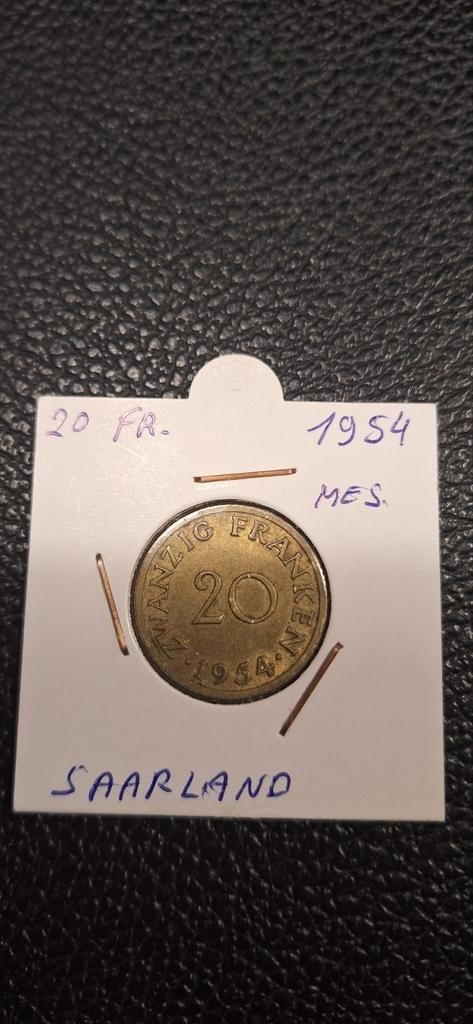 20 FR.
1954
MES.
ZWANZIG FRANKEN
20
·1954·
SAARLAND